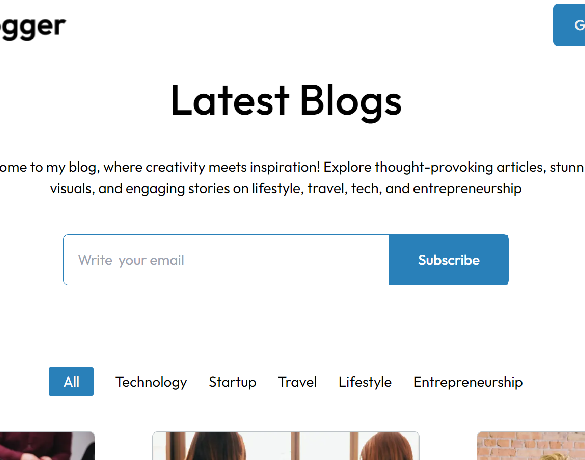 ogger
G
Latest Blogs
ome to my blog, where creativity meets inspiration! Explore thought-provoking articles, stunn
visuals, and engaging stories on lifestyle, travel, tech, and entrepreneurship
Write your email
Subscribe
All Technology Startup Travel Lifestyle Entrepreneurship